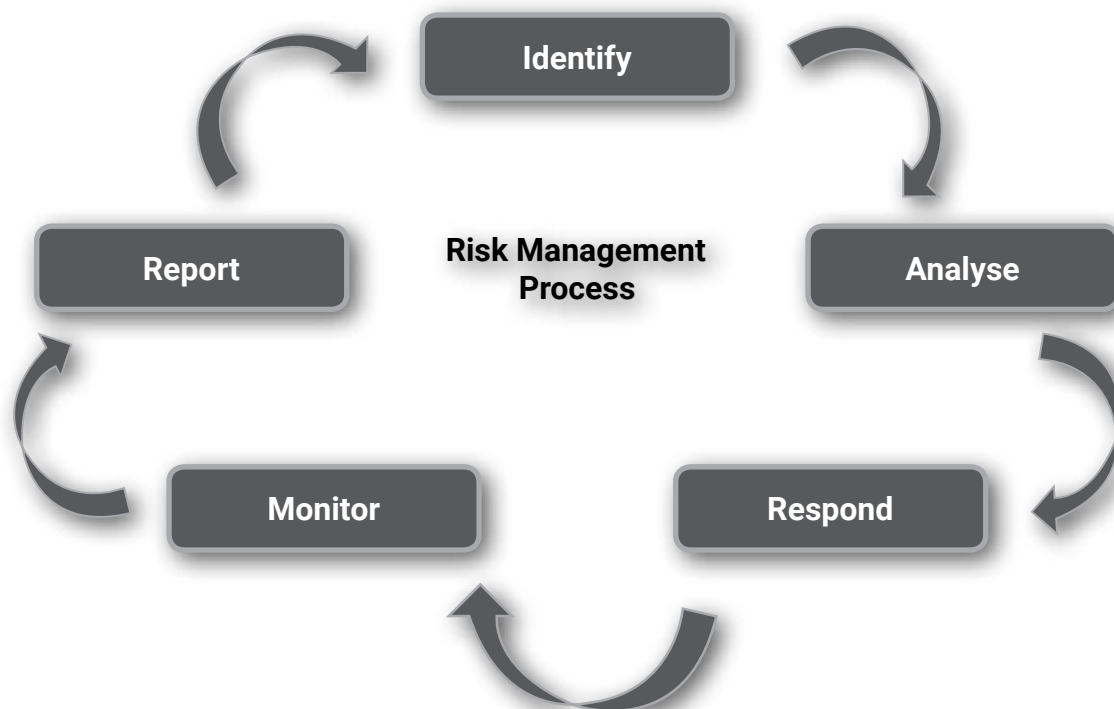 Identify
Report
Risk Management
Process
Analyse
Monitor
Respond